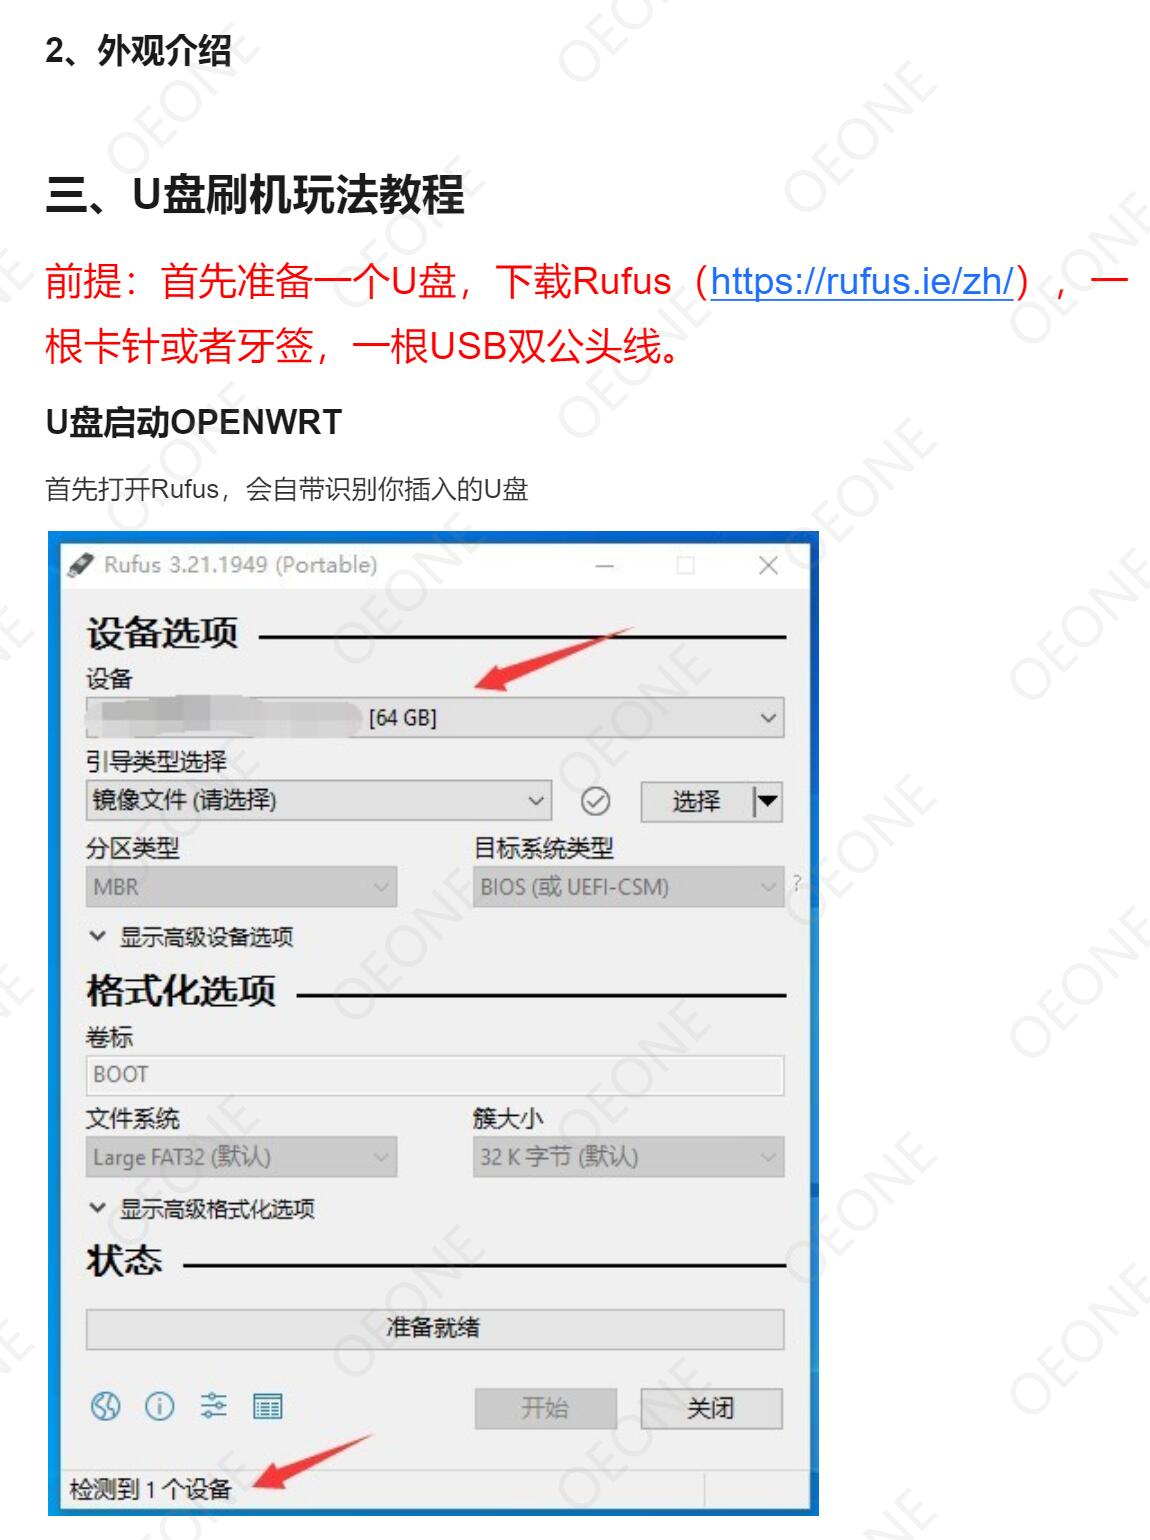 2、外观介绍
三、U盘刷机玩法教程
前提：首先准备一个U盘，下载Rufus（https://rufus.ie/zh/），一
根卡针或者牙签，一根USB双公头线。
U盘启动OPENWRT
首先打开Rufus，会自带识别你插入的U盘
Rufus 3.21.1949 (Portable)
设备选项
设备
[64 GB]
引导类型选择
镜像文件 (请选择)
选择
分区类型
目标系统类型
MBR
BIOS (或 UEFI-CSM)
?
显示高级设备选项
格式化选项
卷标
BOOT
文件系统
簇大小
Large FAT32 (默认)
32 K 字节 (默认)
显示高级格式化选项
状态
准备就绪
开始
关闭
检测到 1 个设备
OEONE